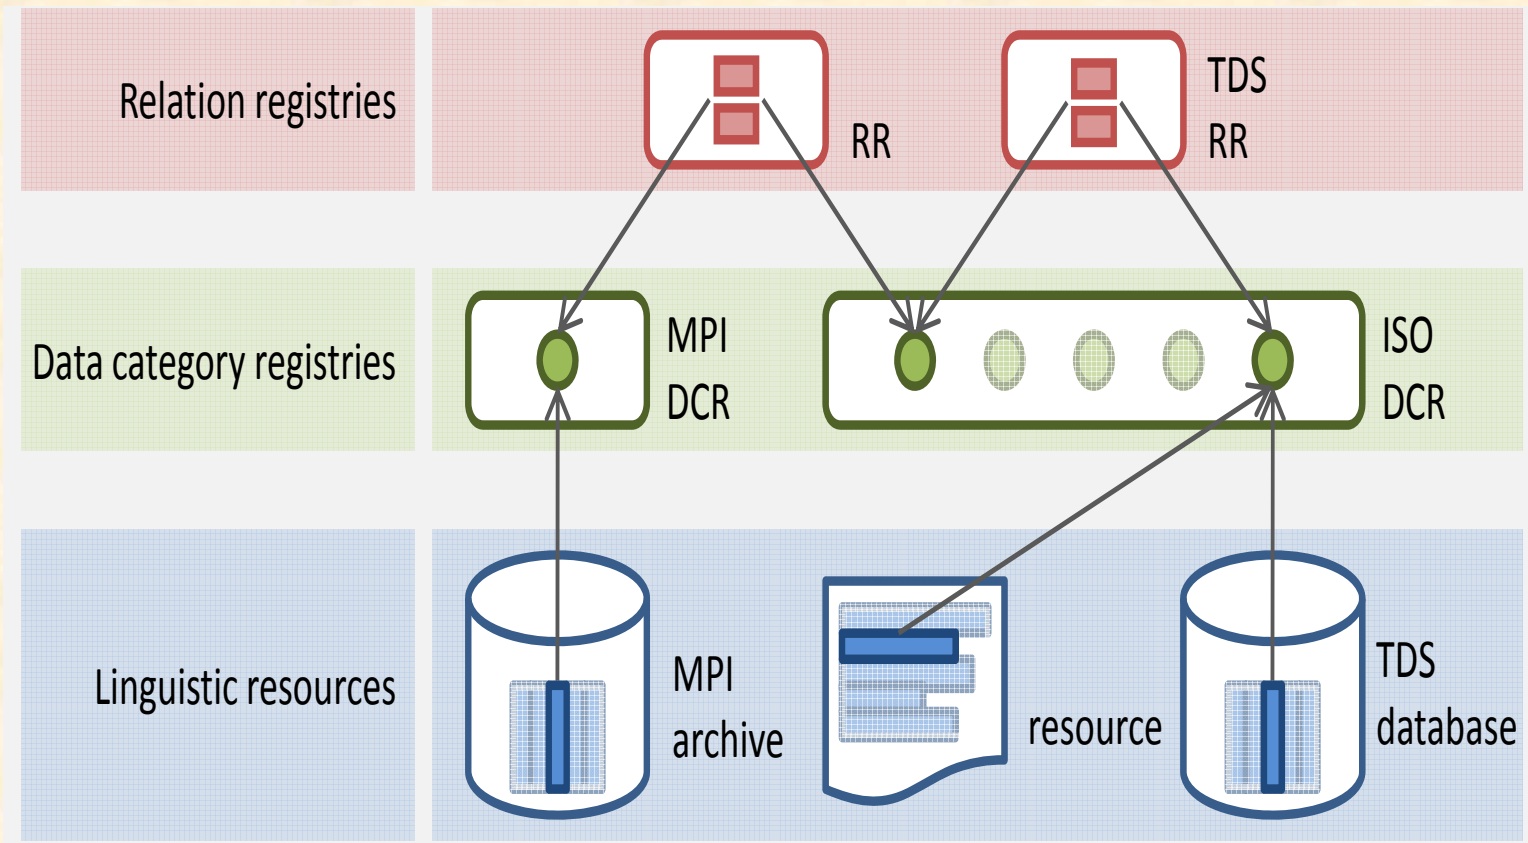 Relation registries
RR
TDS
RR
Data category registries
MPI
DCR
ISO
DCR
Linguistic resources
MPI
archive
resource
TDS
database